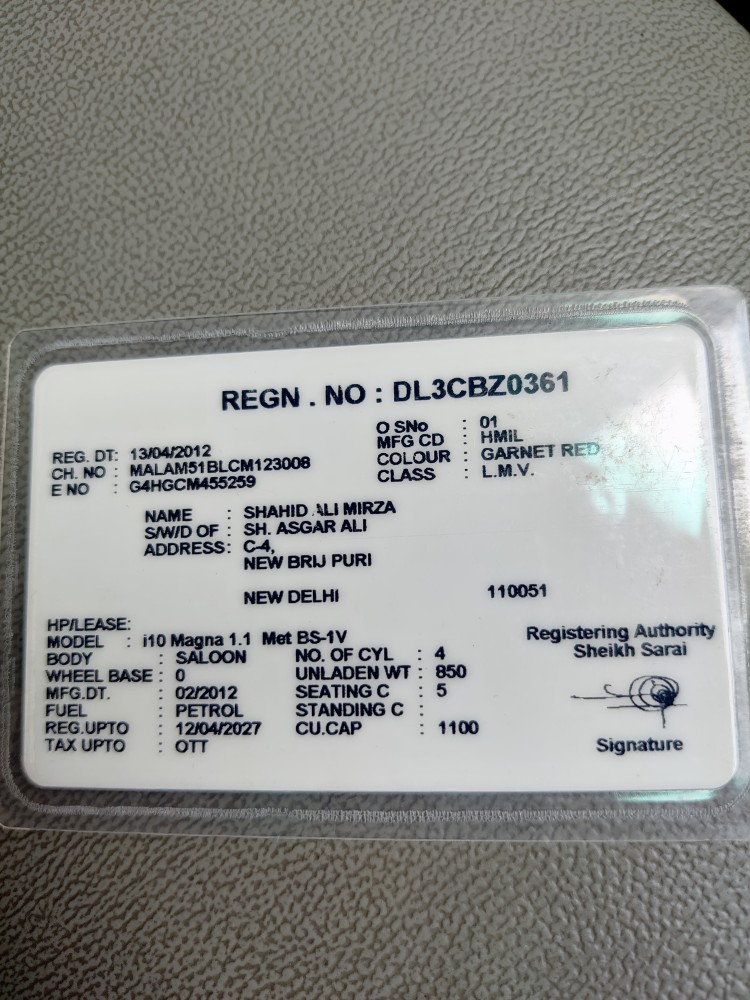 REGN . NO : DL3CBZ0361
REG. DT: 13/04/2012
CH. NO : MALAM51BLCM123008
E NO : G4HGCM455259
O SNo : 01
MFG CD : HMIL
COLOUR : GARNET RED
CLASS : L.M.V.
NAME : SHAHID ALI MIRZA
S/W/D OF : SH. ASGAR ALI
ADDRESS: C-4,
NEW BRIJ PURI
NEW DELHI 110051
HP/LEASE:
MODEL : i10 Magna 1.1 Met BS-1V
BODY : SALOON
WHEEL BASE : 0
MFG.DT. : 02/2012
FUEL : PETROL
REG.UPTO : 12/04/2027
TAX UPTO : OTT
NO. OF CYL : 4
UNLADEN WT : 850
SEATING C : 5
STANDING C :
CU.CAP : 1100
Registering Authority
Sheikh Sarai
Signature